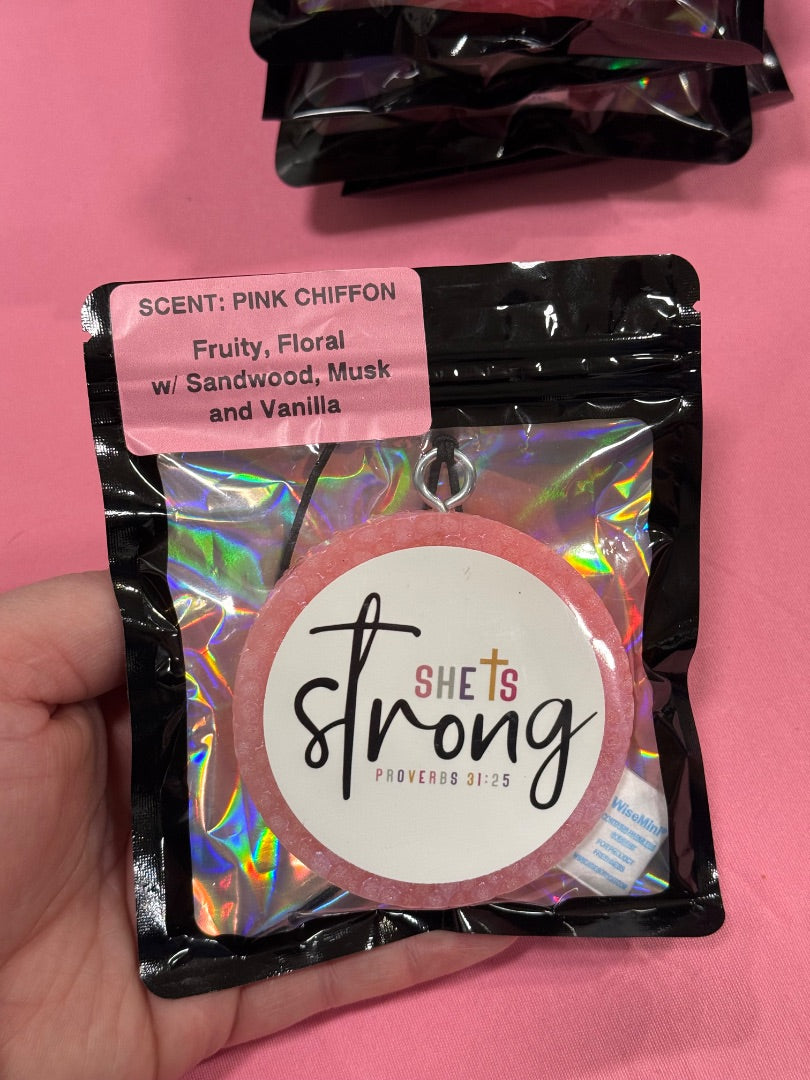 SCENT: PINK CHIFFON
Fruity, Floral
w/ Sandwood, Musk
and Vanilla
SHE IS
strong
PROVERBS 31:25
WiseMini